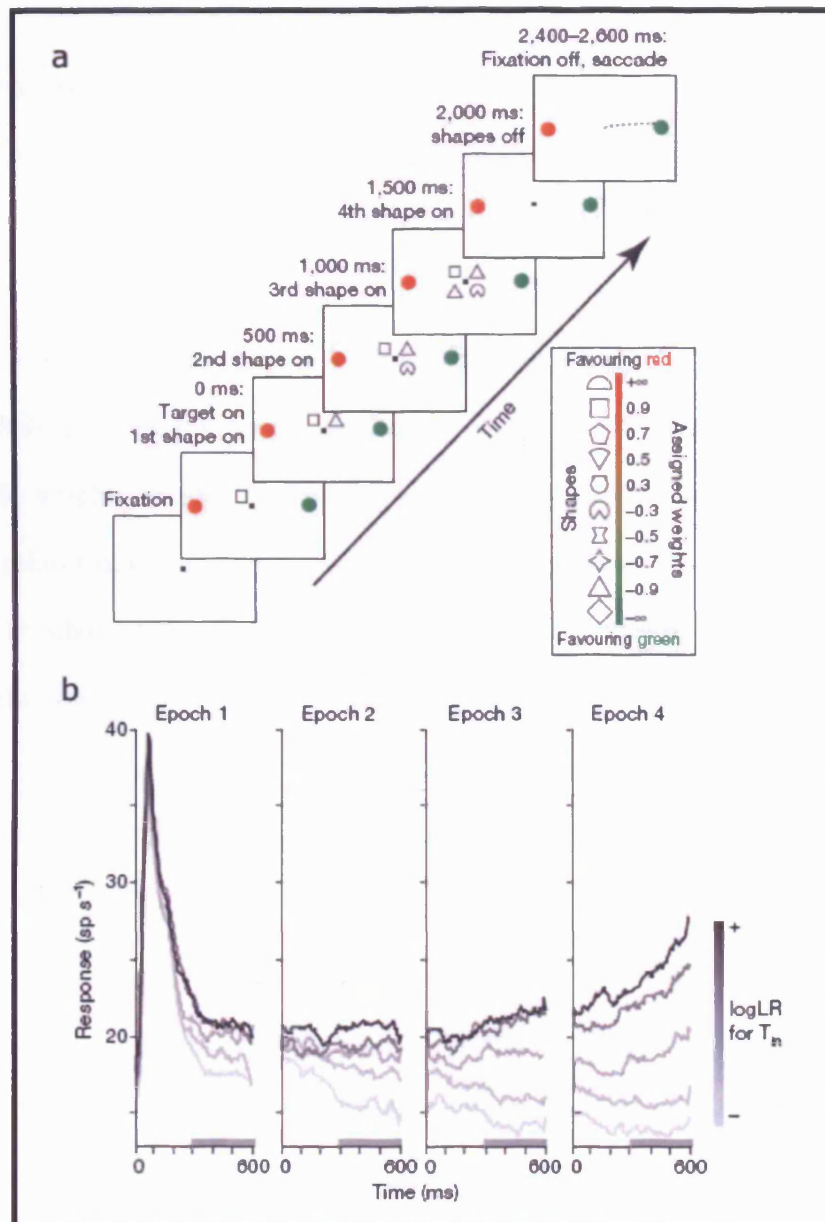 a
2,400–2,600 ms:
Fixation off, saccade
2,000 ms:
shapes off
1,500 ms:
4th shape on
1,000 ms:
3rd shape on
500 ms:
2nd shape on
0 ms:
Target on
1st shape on
Fixation
Time
Favouring red
Shapes
+∞
0.9
0.7
0.5
0.3
–0.3
–0.5
–0.7
–0.9
–∞
Assigned weights
Favouring green
b
Epoch 1
Epoch 2
Epoch 3
Epoch 4
40
30
20
Response (sp s⁻¹)
+
logLR
for T_in
–
0 600
0 600
0 600
0 600
Time (ms)